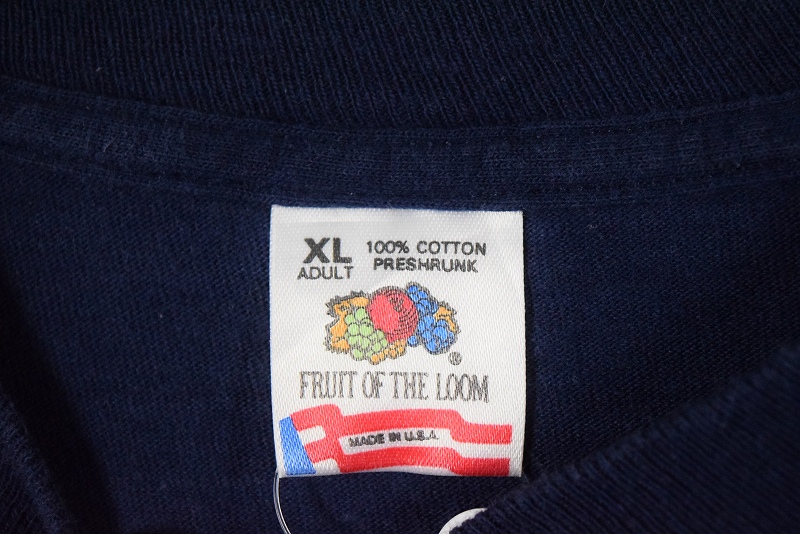 XL
ADULT
100% COTTON
PRESHRUNK
®
FRUIT OF THE LOOM
MADE IN U.S.A.